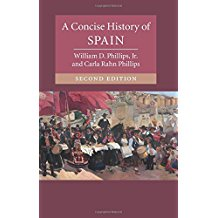 A Concise History of
SPAIN
William D. Phillips, Jr.
and Carla Rahn Phillips
SECOND EDITION